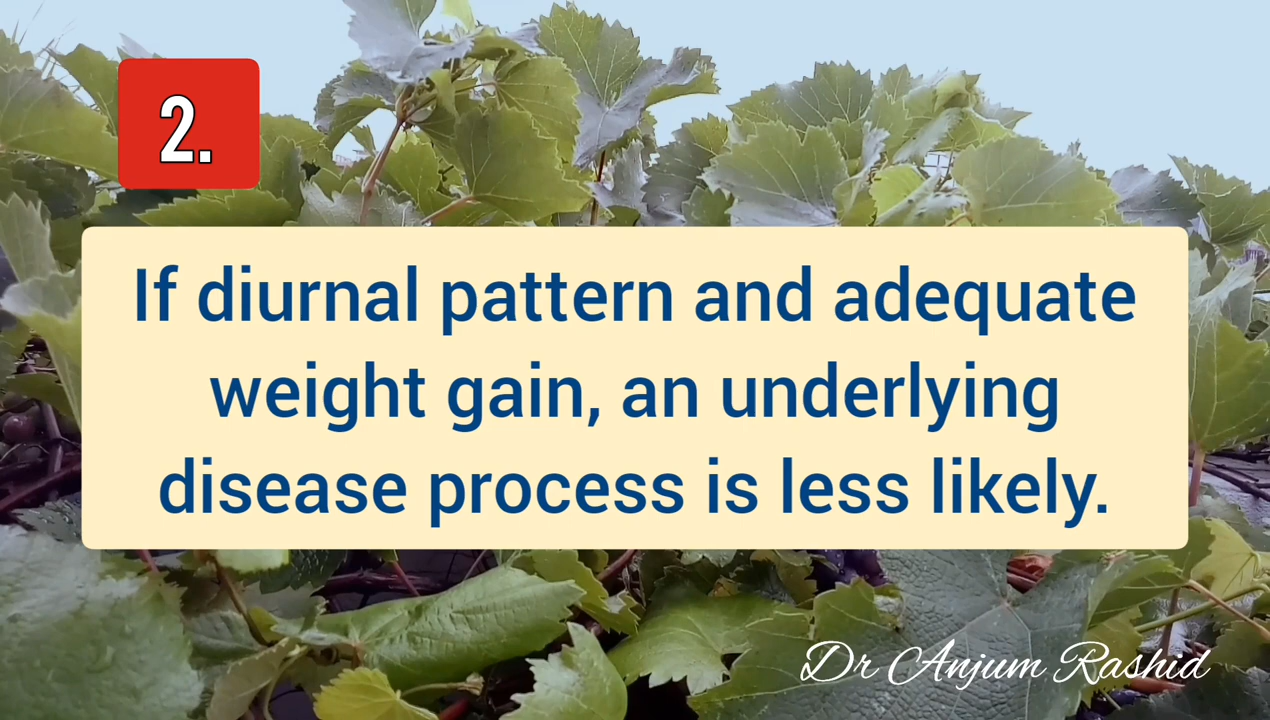 2.
If diurnal pattern and adequate
weight gain, an underlying
disease process is less likely.
Dr Anjum Rashid